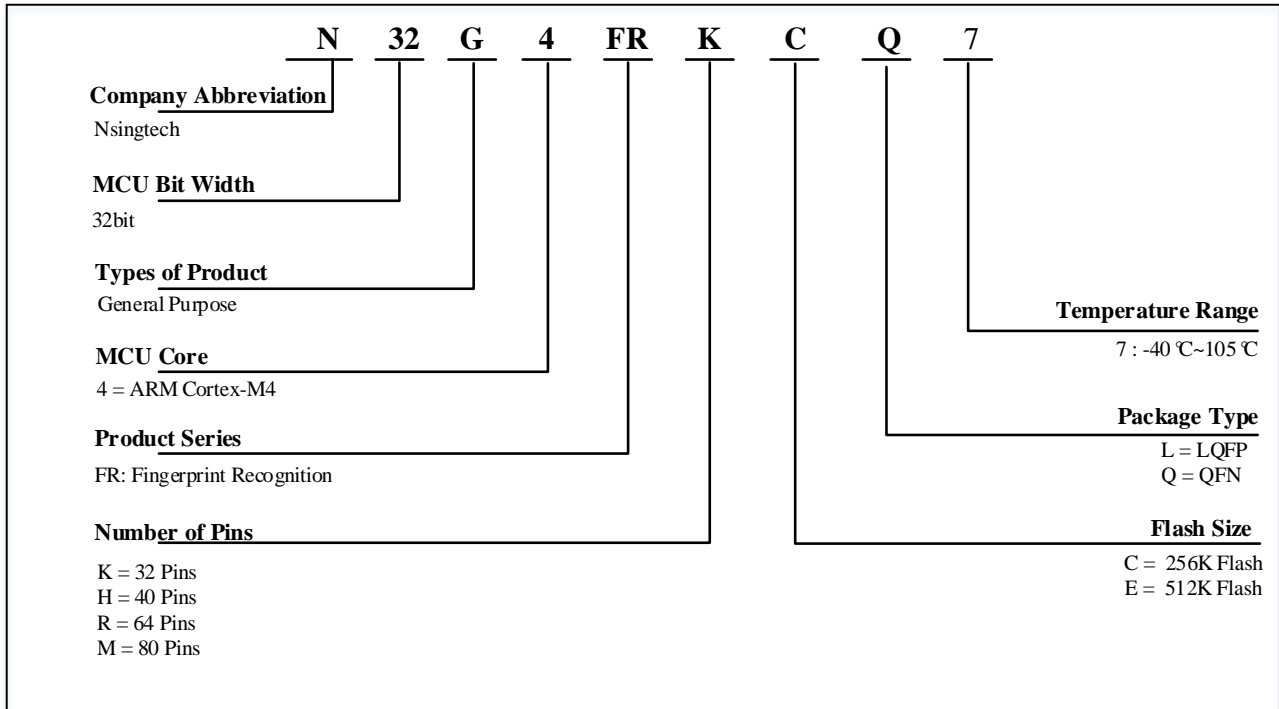 N 32 G 4 FR K C Q 7
Company Abbreviation
Nsingtech
MCU Bit Width
32bit
Types of Product
General Purpose
MCU Core
4 = ARM Cortex-M4
Product Series
FR: Fingerprint Recognition
Number of Pins
K = 32 Pins
H = 40 Pins
R = 64 Pins
M = 80 Pins
Temperature Range
7 : -40 ℃~105 ℃
Package Type
L = LQFP
Q = QFN
Flash Size
C = 256K Flash
E = 512K Flash